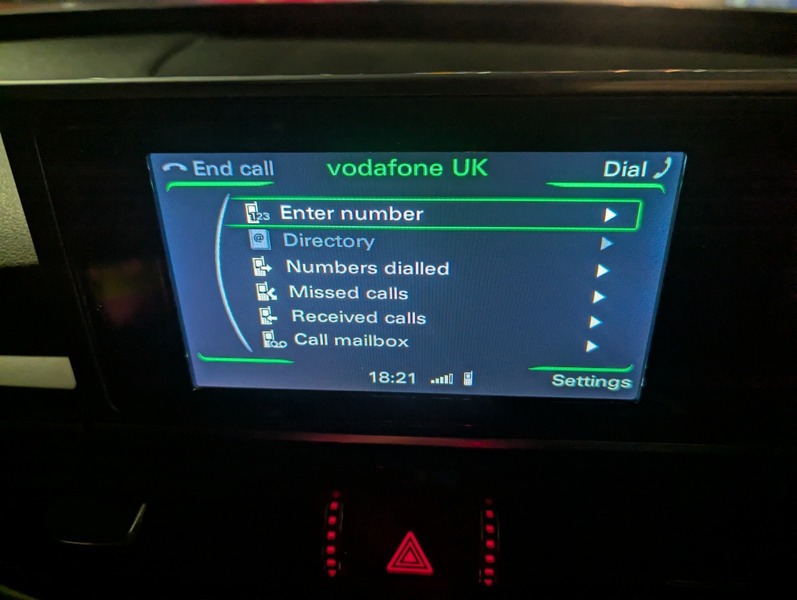 End call vodafone UK Dial
123 Enter number
@ Directory
Numbers dialled
Missed calls
Received calls
Call mailbox
18:21 Settings